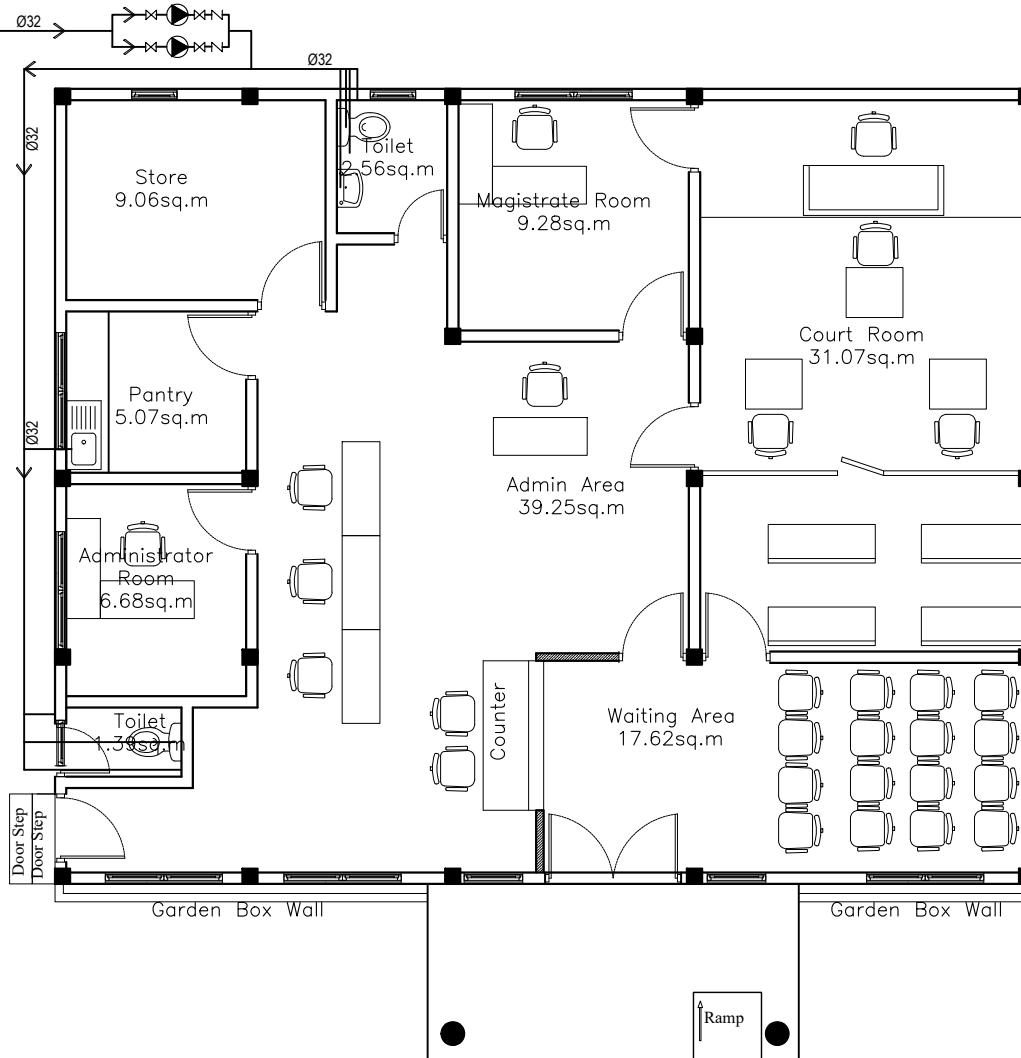 Ø32
Ø32
Ø32
Toilet
2.56sq.m
Store
9.06sq.m
Magistrate Room
9.28sq.m
Court Room
31.07sq.m
Pantry
5.07sq.m
Ø32
Admin Area
39.25sq.m
Administrator
Room
6.68sq.m
Counter
Waiting Area
17.62sq.m
Toilet
1.39sq.m
Door Step
Door Step
Garden Box Wall
Garden Box Wall
Ramp